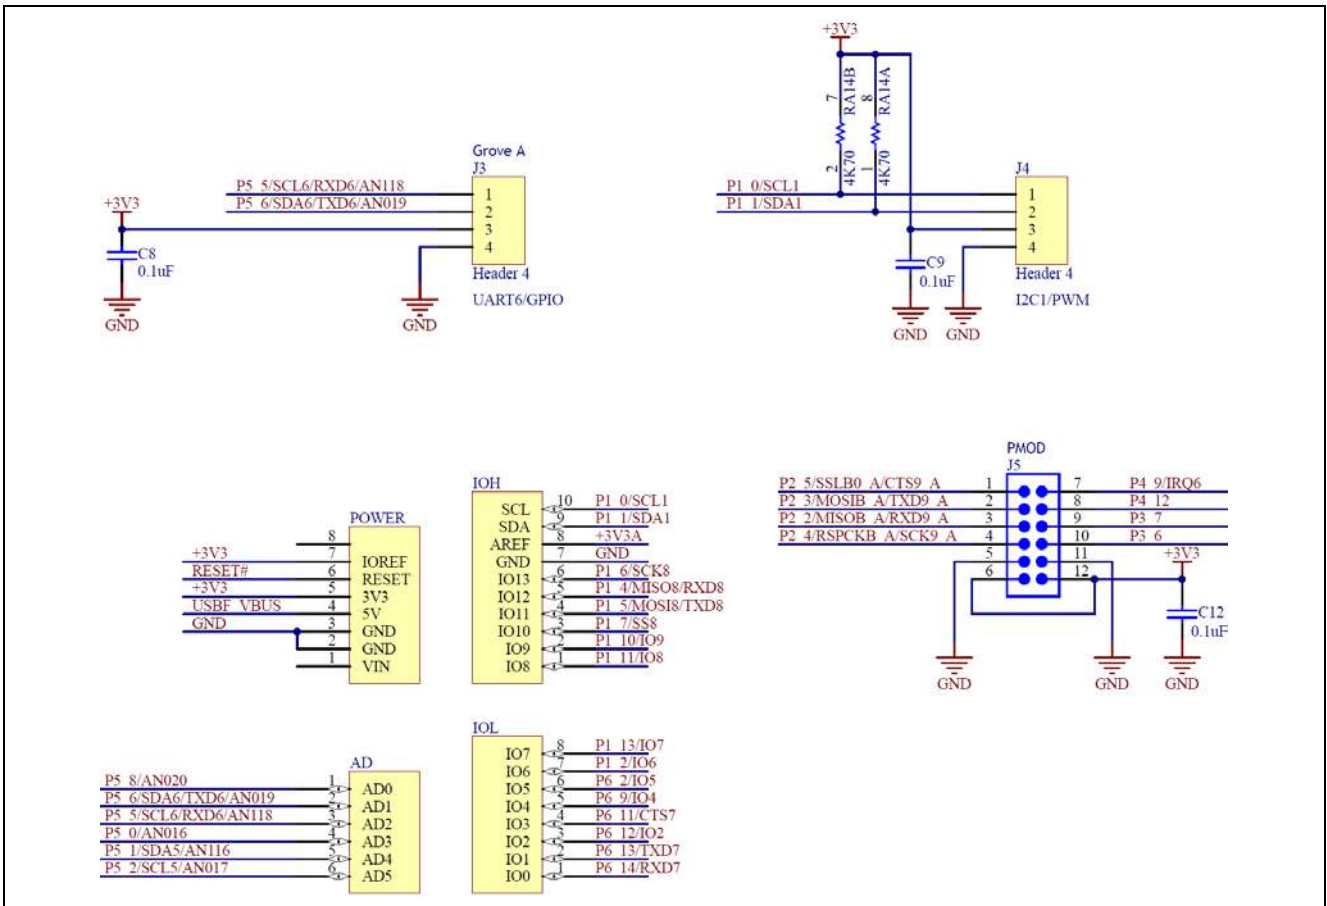 +3V3
7 RA14B 8 RA14A
2 4K70 1 4K70
Grove A
J3
P5_5/SCL6/RXD6/AN118 1
P5_6/SDA6/TXD6/AN019 2
+3V3
3
4
C8
0.1uF
Header 4
UART6/GPIO
GND
GND
J4
P1_0/SCL1 1
P1_1/SDA1 2
3
4
C9
0.1uF
Header 4
I2C1/PWM
GND
GND
PMOD
J5
P2_5/SSLB0_A/CTS9_A 1 7 P4_9/IRQ6
P2_3/MOSIB_A/TXD9_A 2 8 P4_12
P2_2/MISOB_A/RXD9_A 3 9 P3_7
P2_4/RSPCKB_A/SCK9_A 4 10 P3_6
5 11 +3V3
6 12
C12
0.1uF
GND
GND
GND
POWER
8
+3V3 7 IOREF
RESET# 6 RESET
+3V3 5 3V3
USBF_VBUS 4 5V
GND 3 GND
2 GND
1 VIN
IOH
SCL 10 P1_0/SCL1
SDA 9 P1_1/SDA1
AREF 8 +3V3A
GND 7 GND
IO13 6 P1_6/SCK8
IO12 5 P1_4/MISO8/RXD8
IO11 4 P1_5/MOSI8/TXD8
IO10 3 P1_7/SS8
IO9 2 P1_10/IO9
IO8 1 P1_11/IO8
AD
P5_8/AN020 1 AD0
P5_6/SDA6/TXD6/AN019 2 AD1
P5_5/SCL6/RXD6/AN118 3 AD2
P5_0/AN016 4 AD3
P5_1/SDA5/AN116 5 AD4
P5_2/SCL5/AN017 6 AD5
IOL
IO7 8 P1_13/IO7
IO6 7 P1_2/IO6
IO5 6 P6_2/IO5
IO4 5 P6_9/IO4
IO3 4 P6_11/CTS7
IO2 3 P6_12/IO2
IO1 2 P6_13/TXD7
IO0 1 P6_14/RXD7